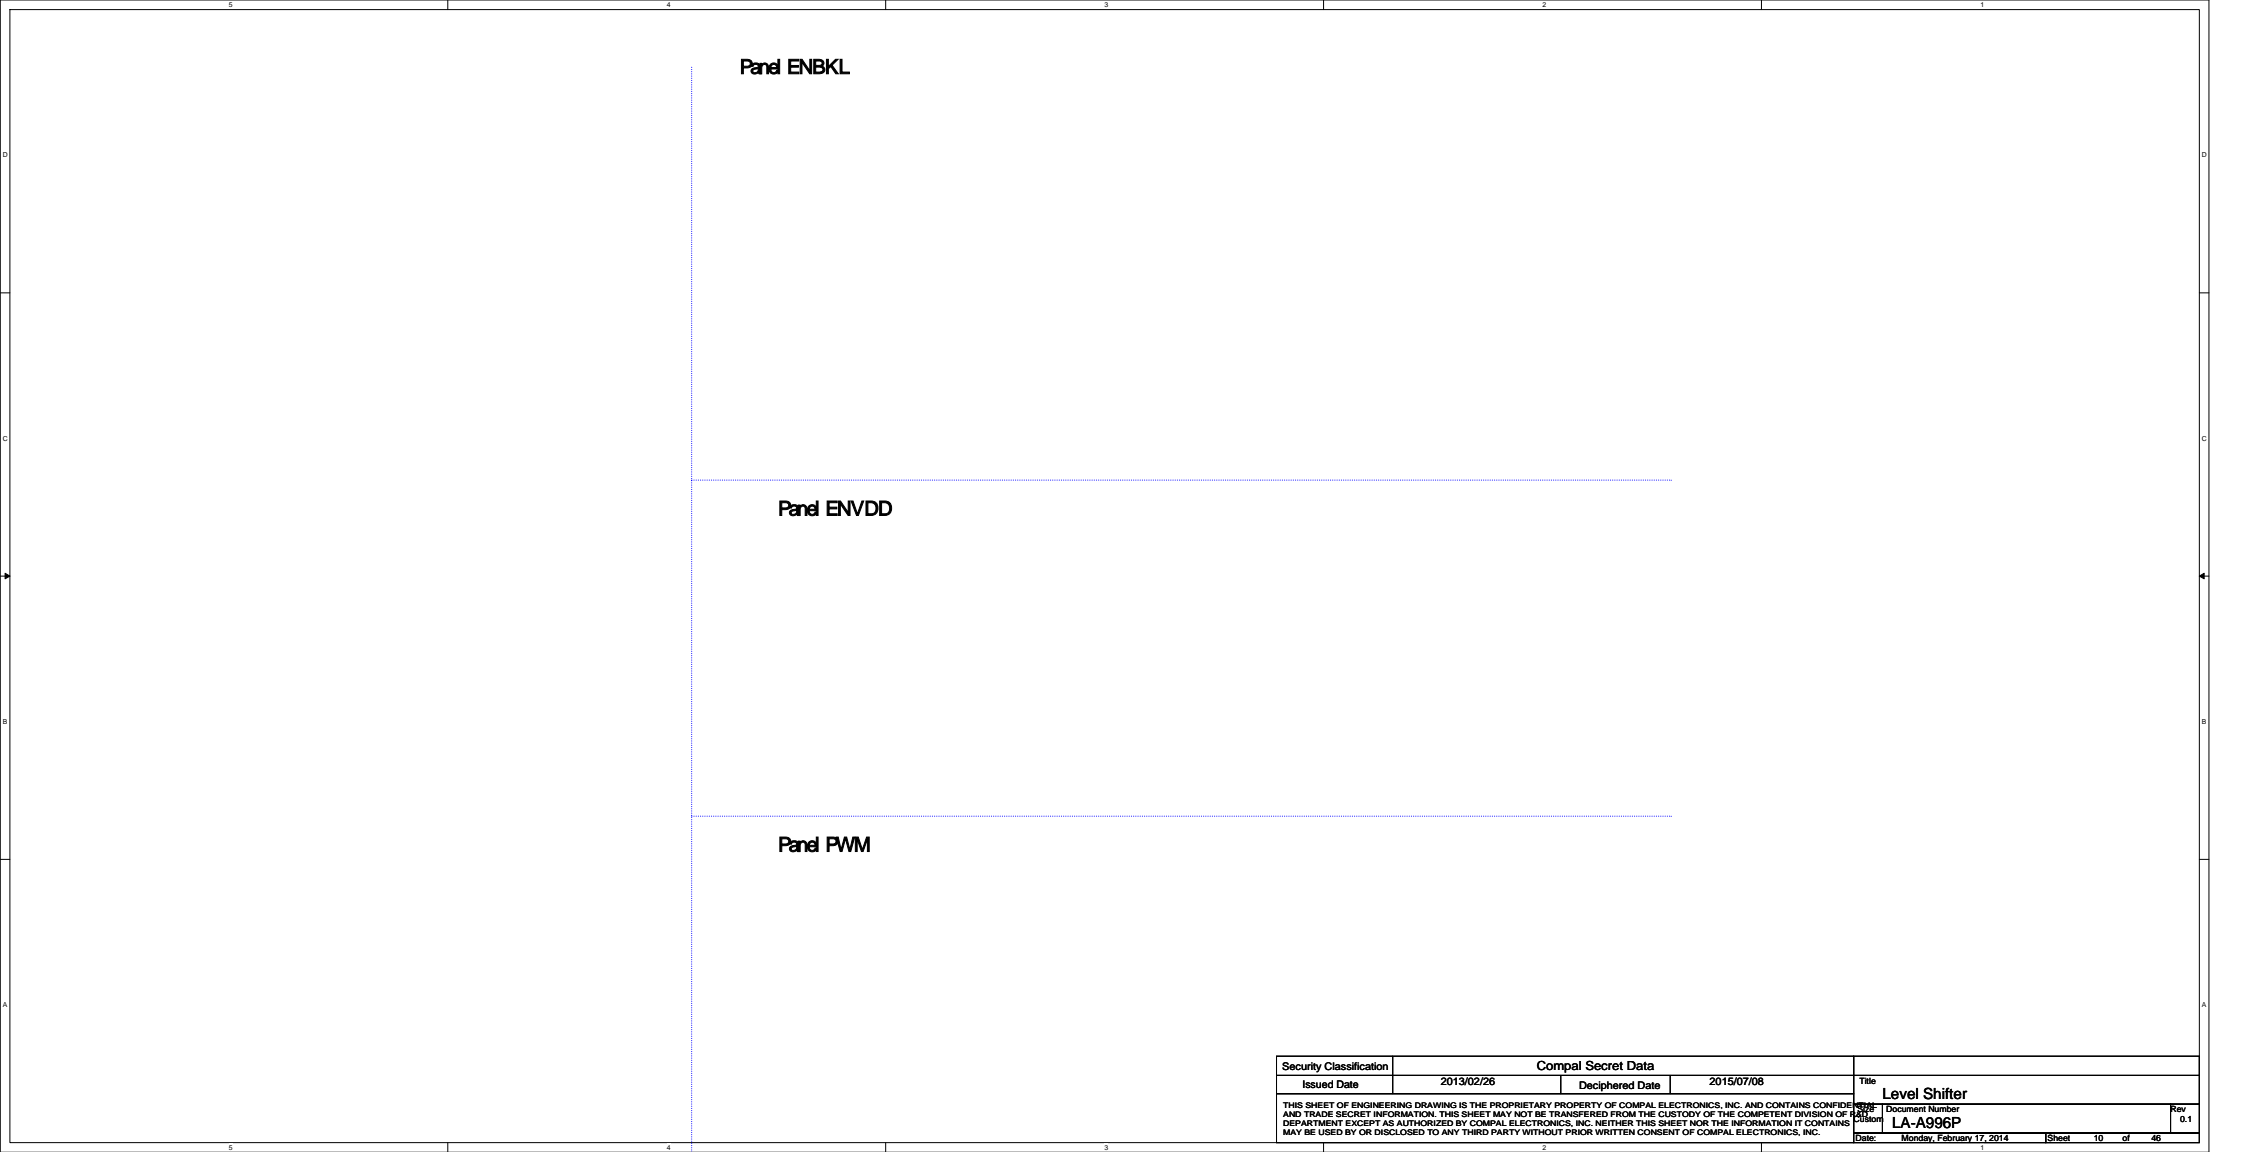 5 4 3 2 1
Panel ENBKL
D D
C C
Panel ENVDD
B B
Panel PWM
A A
Security Classification Compal Secret Data
Issued Date 2013/02/26 Deciphered Date 2015/07/08
Title
Level Shifter
THIS SHEET OF ENGINEERING DRAWING IS THE PROPRIETARY PROPERTY OF COMPAL ELECTRONICS, INC. AND CONTAINS CONFIDENTIAL
AND TRADE SECRET INFORMATION. THIS SHEET MAY NOT BE TRANSFERED FROM THE CUSTODY OF THE COMPETENT DIVISION OF R&D
DEPARTMENT EXCEPT AS AUTHORIZED BY COMPAL ELECTRONICS, INC. NEITHER THIS SHEET NOR THE INFORMATION IT CONTAINS
MAY BE USED BY OR DISCLOSED TO ANY THIRD PARTY WITHOUT PRIOR WRITTEN CONSENT OF COMPAL ELECTRONICS, INC.
Size Document Number Rev
Custom LA-A996P 0.1
Date: Monday, February 17, 2014 Sheet 10 of 46
5 4 3 2 1